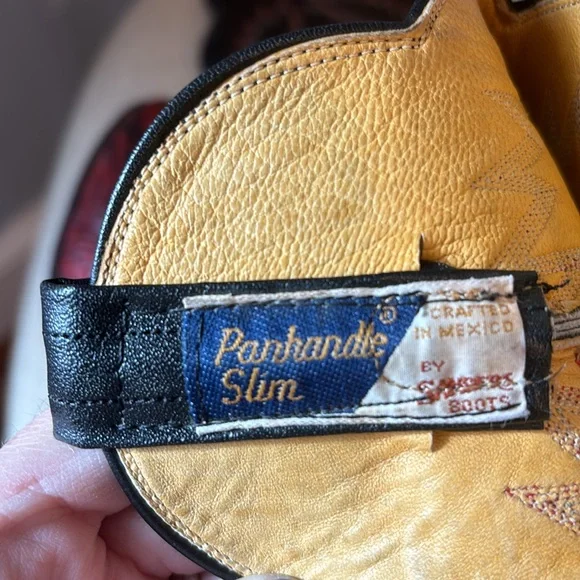 Panhandle ®
Slim
CRAFTED
IN MEXICO
BY
BOOTS